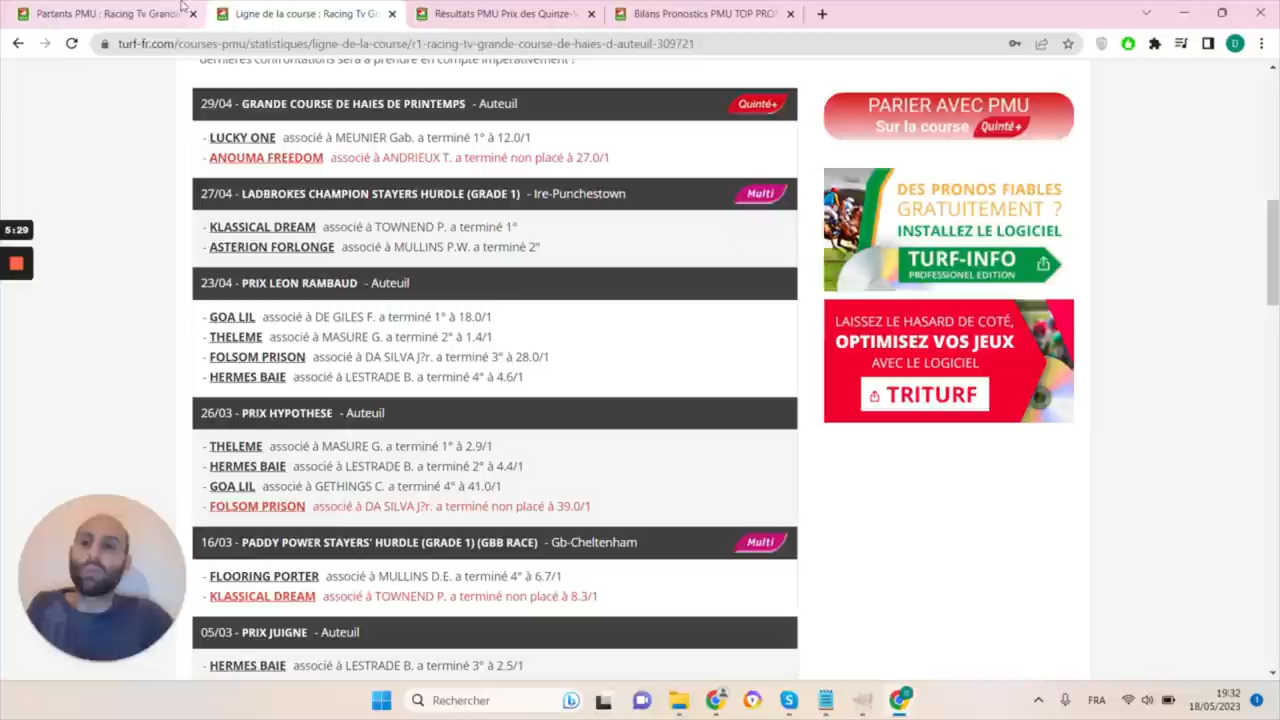 Partants PMU : Racing Tv Grand
Ligne de la course : Racing Tv Gr
Résultats PMU Prix des Quinze-V
Bilans Pronostics PMU TOP PRO
turf-fr.com/courses-pmu/statistiques/ligne-de-la-course/r1-racing-tv-grande-course-de-haies-d-auteuil-309721
D
dernières confrontations sera à prendre en compte impérativement !
29/04 - GRANDE COURSE DE HAIES DE PRINTEMPS - Auteuil
Quinté+
- LUCKY ONE associé à MEUNIER Gab. a terminé 1° à 12.0/1
- ANOUMA FREEDOM associé à ANDRIEUX T. a terminé non placé à 27.0/1
27/04 - LADBROKES CHAMPION STAYERS HURDLE (GRADE 1) - Ire-Punchestown
Multi
- KLASSICAL DREAM associé à TOWNEND P. a terminé 1°
- ASTERION FORLONGE associé à MULLINS P.W. a terminé 2°
23/04 - PRIX LEON RAMBAUD - Auteuil
- GOA LIL associé à DE GILES F. a terminé 1° à 18.0/1
- THELEME associé à MASURE G. a terminé 2° à 1.4/1
- FOLSOM PRISON associé à DA SILVA J?r. a terminé 3° à 28.0/1
- HERMES BAIE associé à LESTRADE B. a terminé 4° à 4.6/1
26/03 - PRIX HYPOTHESE - Auteuil
- THELEME associé à MASURE G. a terminé 1° à 2.9/1
- HERMES BAIE associé à LESTRADE B. a terminé 2° à 4.4/1
- GOA LIL associé à GETHINGS C. a terminé 4° à 41.0/1
- FOLSOM PRISON associé à DA SILVA J?r. a terminé non placé à 39.0/1
16/03 - PADDY POWER STAYERS' HURDLE (GRADE 1) (GBB RACE) - Gb-Cheltenham
Multi
- FLOORING PORTER associé à MULLINS D.E. a terminé 4° à 6.7/1
- KLASSICAL DREAM associé à TOWNEND P. a terminé non placé à 8.3/1
05/03 - PRIX JUIGNE - Auteuil
- HERMES BAIE associé à LESTRADE B. a terminé 3° à 2.5/1
PARIER AVEC PMU
Sur la course Quinté+
DES PRONOS FIABLES
GRATUITEMENT ?
INSTALLEZ LE LOGICIEL
TURF-INFO
PROFESSIONEL EDITION
LAISSEZ LE HASARD DE COTÉ,
OPTIMISEZ VOS JEUX
AVEC LE LOGICIEL
TRITURF
5:29
Rechercher
FRA
19:32
18/05/2023
1